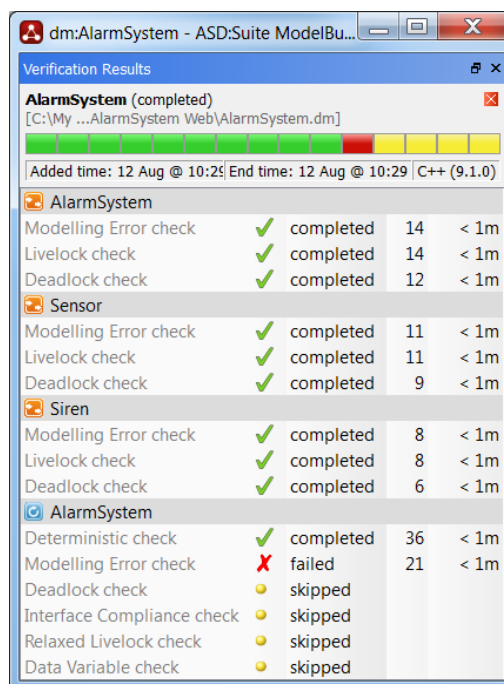 dm:AlarmSystem - ASD:Suite ModelBu...
Verification Results
AlarmSystem (completed)
[C:\My ...AlarmSystem Web\AlarmSystem.dm]
Added time: 12 Aug @ 10:29 End time: 12 Aug @ 10:29 C++ (9.1.0)
AlarmSystem
Modelling Error check completed 14 < 1m
Livelock check completed 14 < 1m
Deadlock check completed 12 < 1m
Sensor
Modelling Error check completed 11 < 1m
Livelock check completed 11 < 1m
Deadlock check completed 9 < 1m
Siren
Modelling Error check completed 8 < 1m
Livelock check completed 8 < 1m
Deadlock check completed 6 < 1m
AlarmSystem
Deterministic check completed 36 < 1m
Modelling Error check failed 21 < 1m
Deadlock check skipped
Interface Compliance check skipped
Relaxed Livelock check skipped
Data Variable check skipped